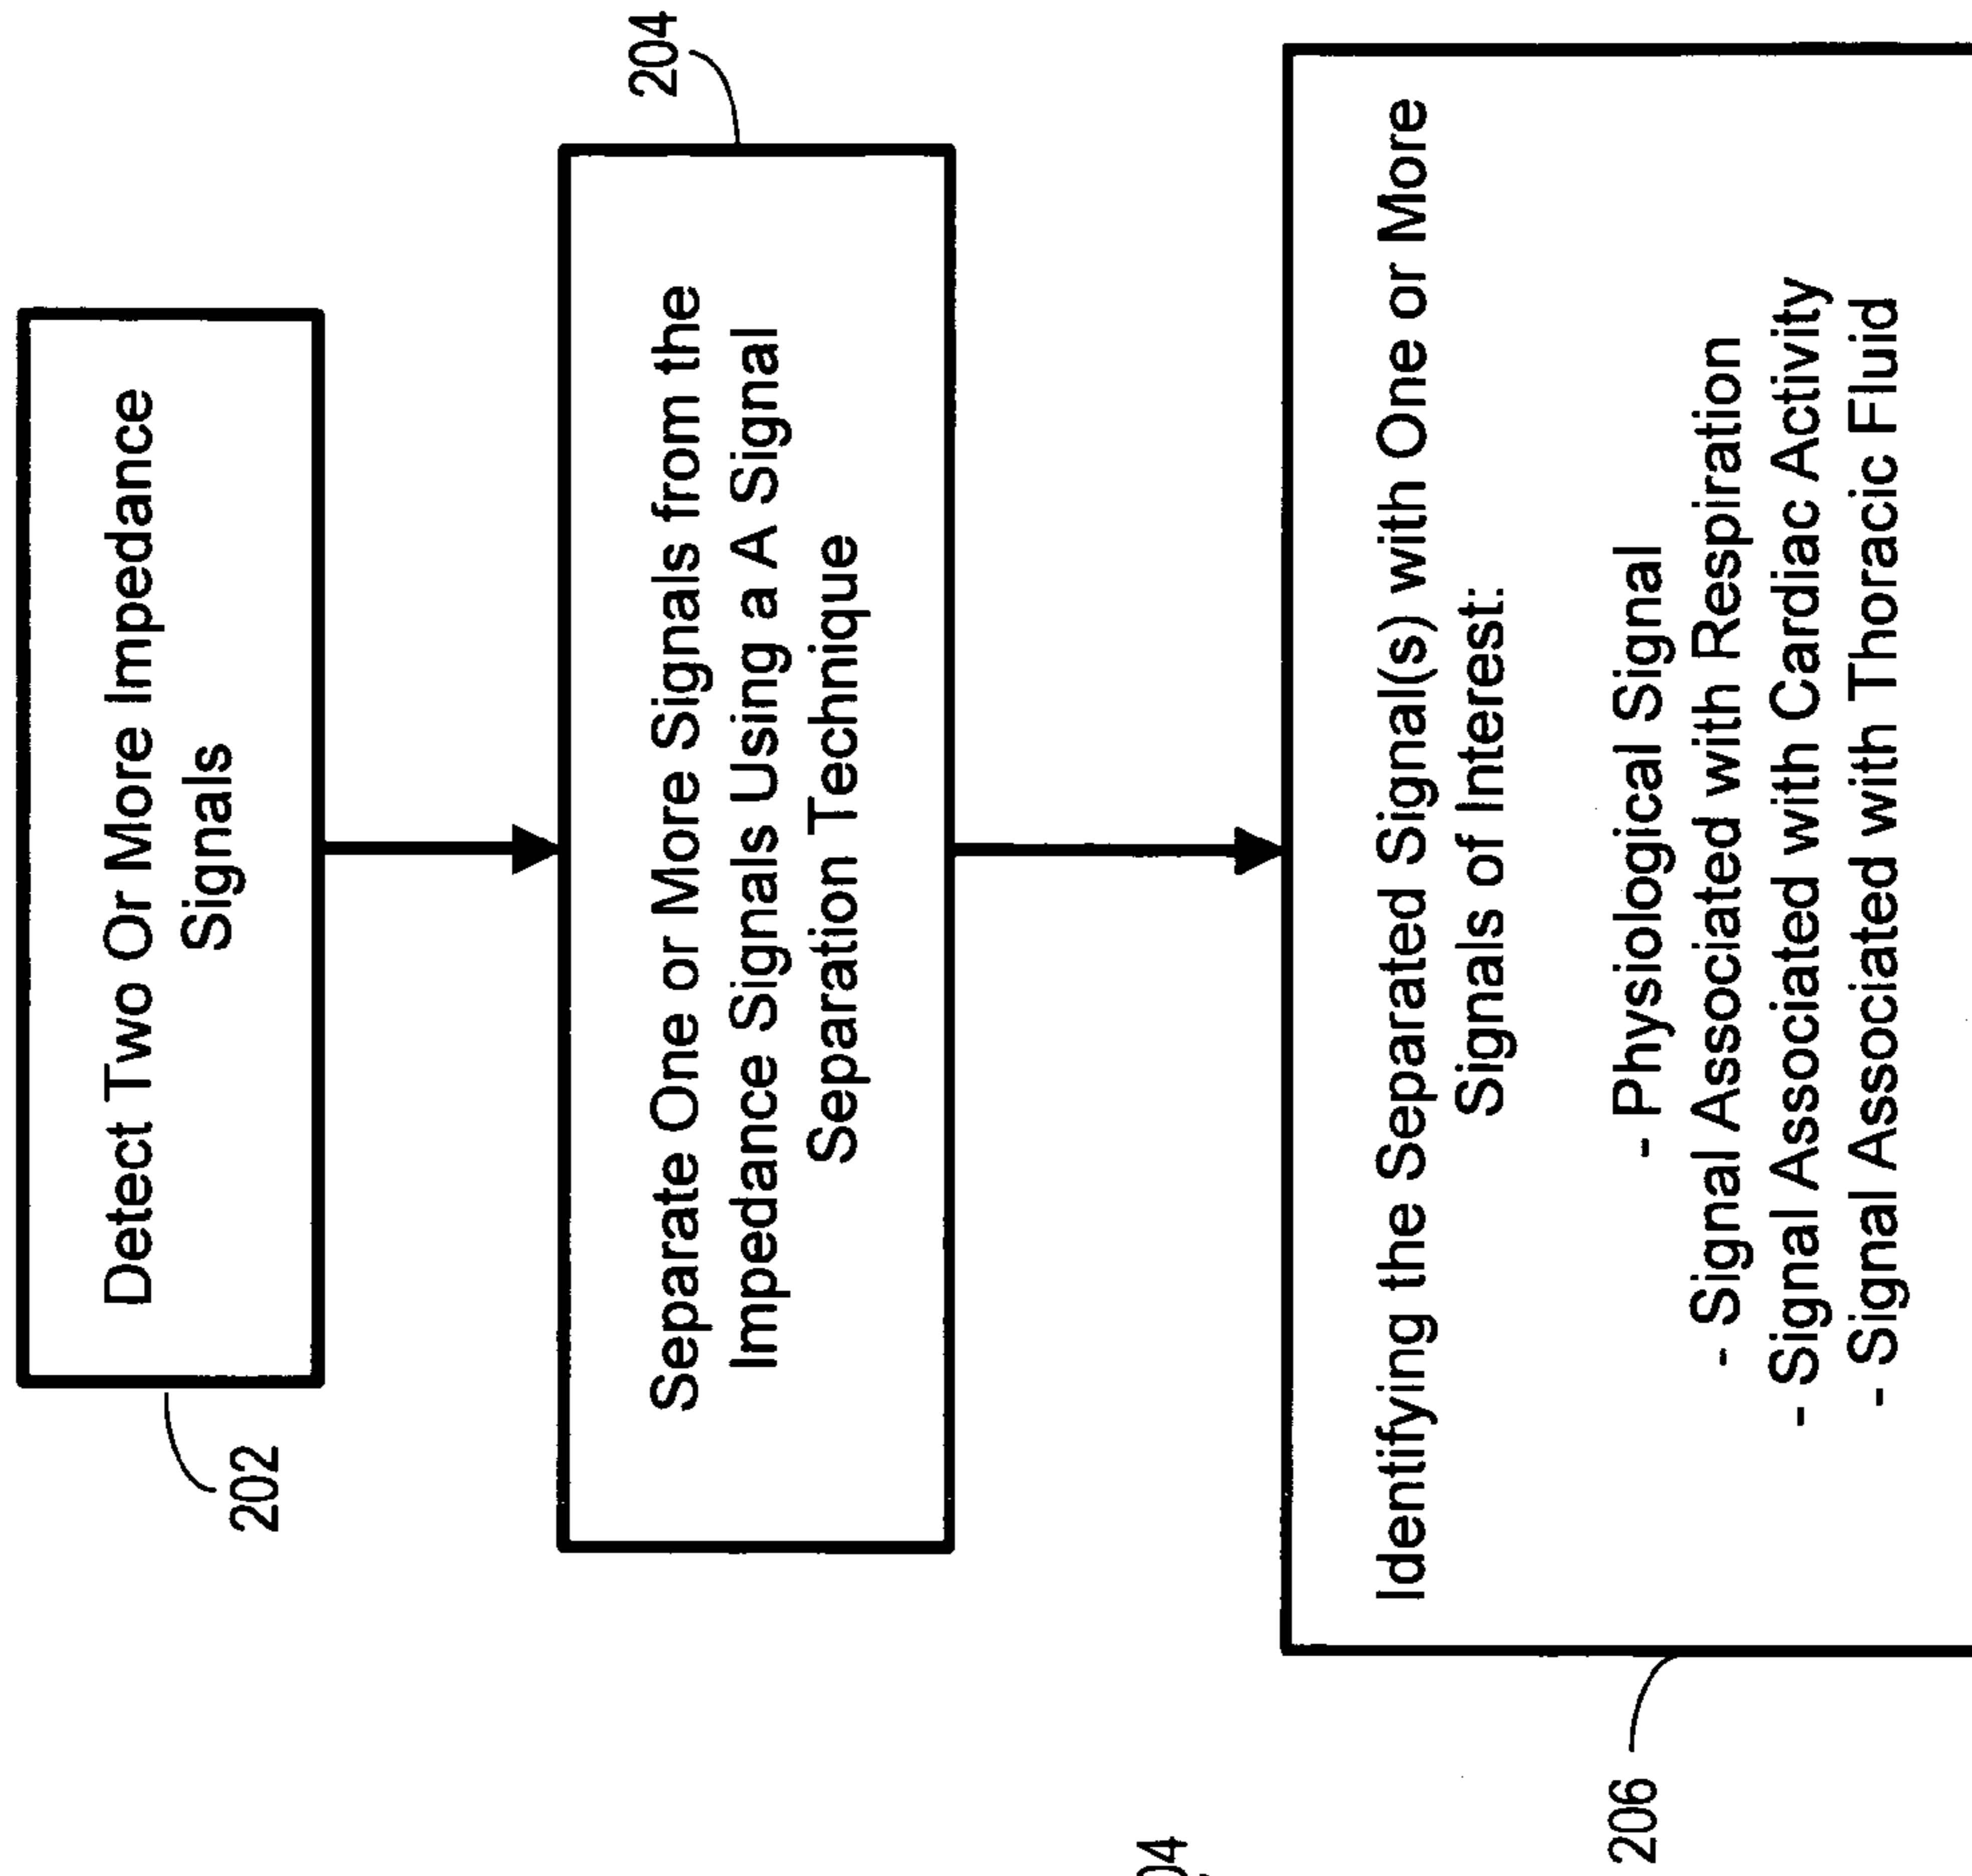 Detect Two Or More Impedance
Signals
202
204
Separate One or More Signals from the
Impedance Signals Using a A Signal
Separation Technique
Identifying the Separated Signal(s) with One or More
Signals of Interest:
- Physiological Signal
- Signal Associated with Respiration
- Signal Associated with Cardiac Activity
- Signal Associated with Thoracic Fluid
206